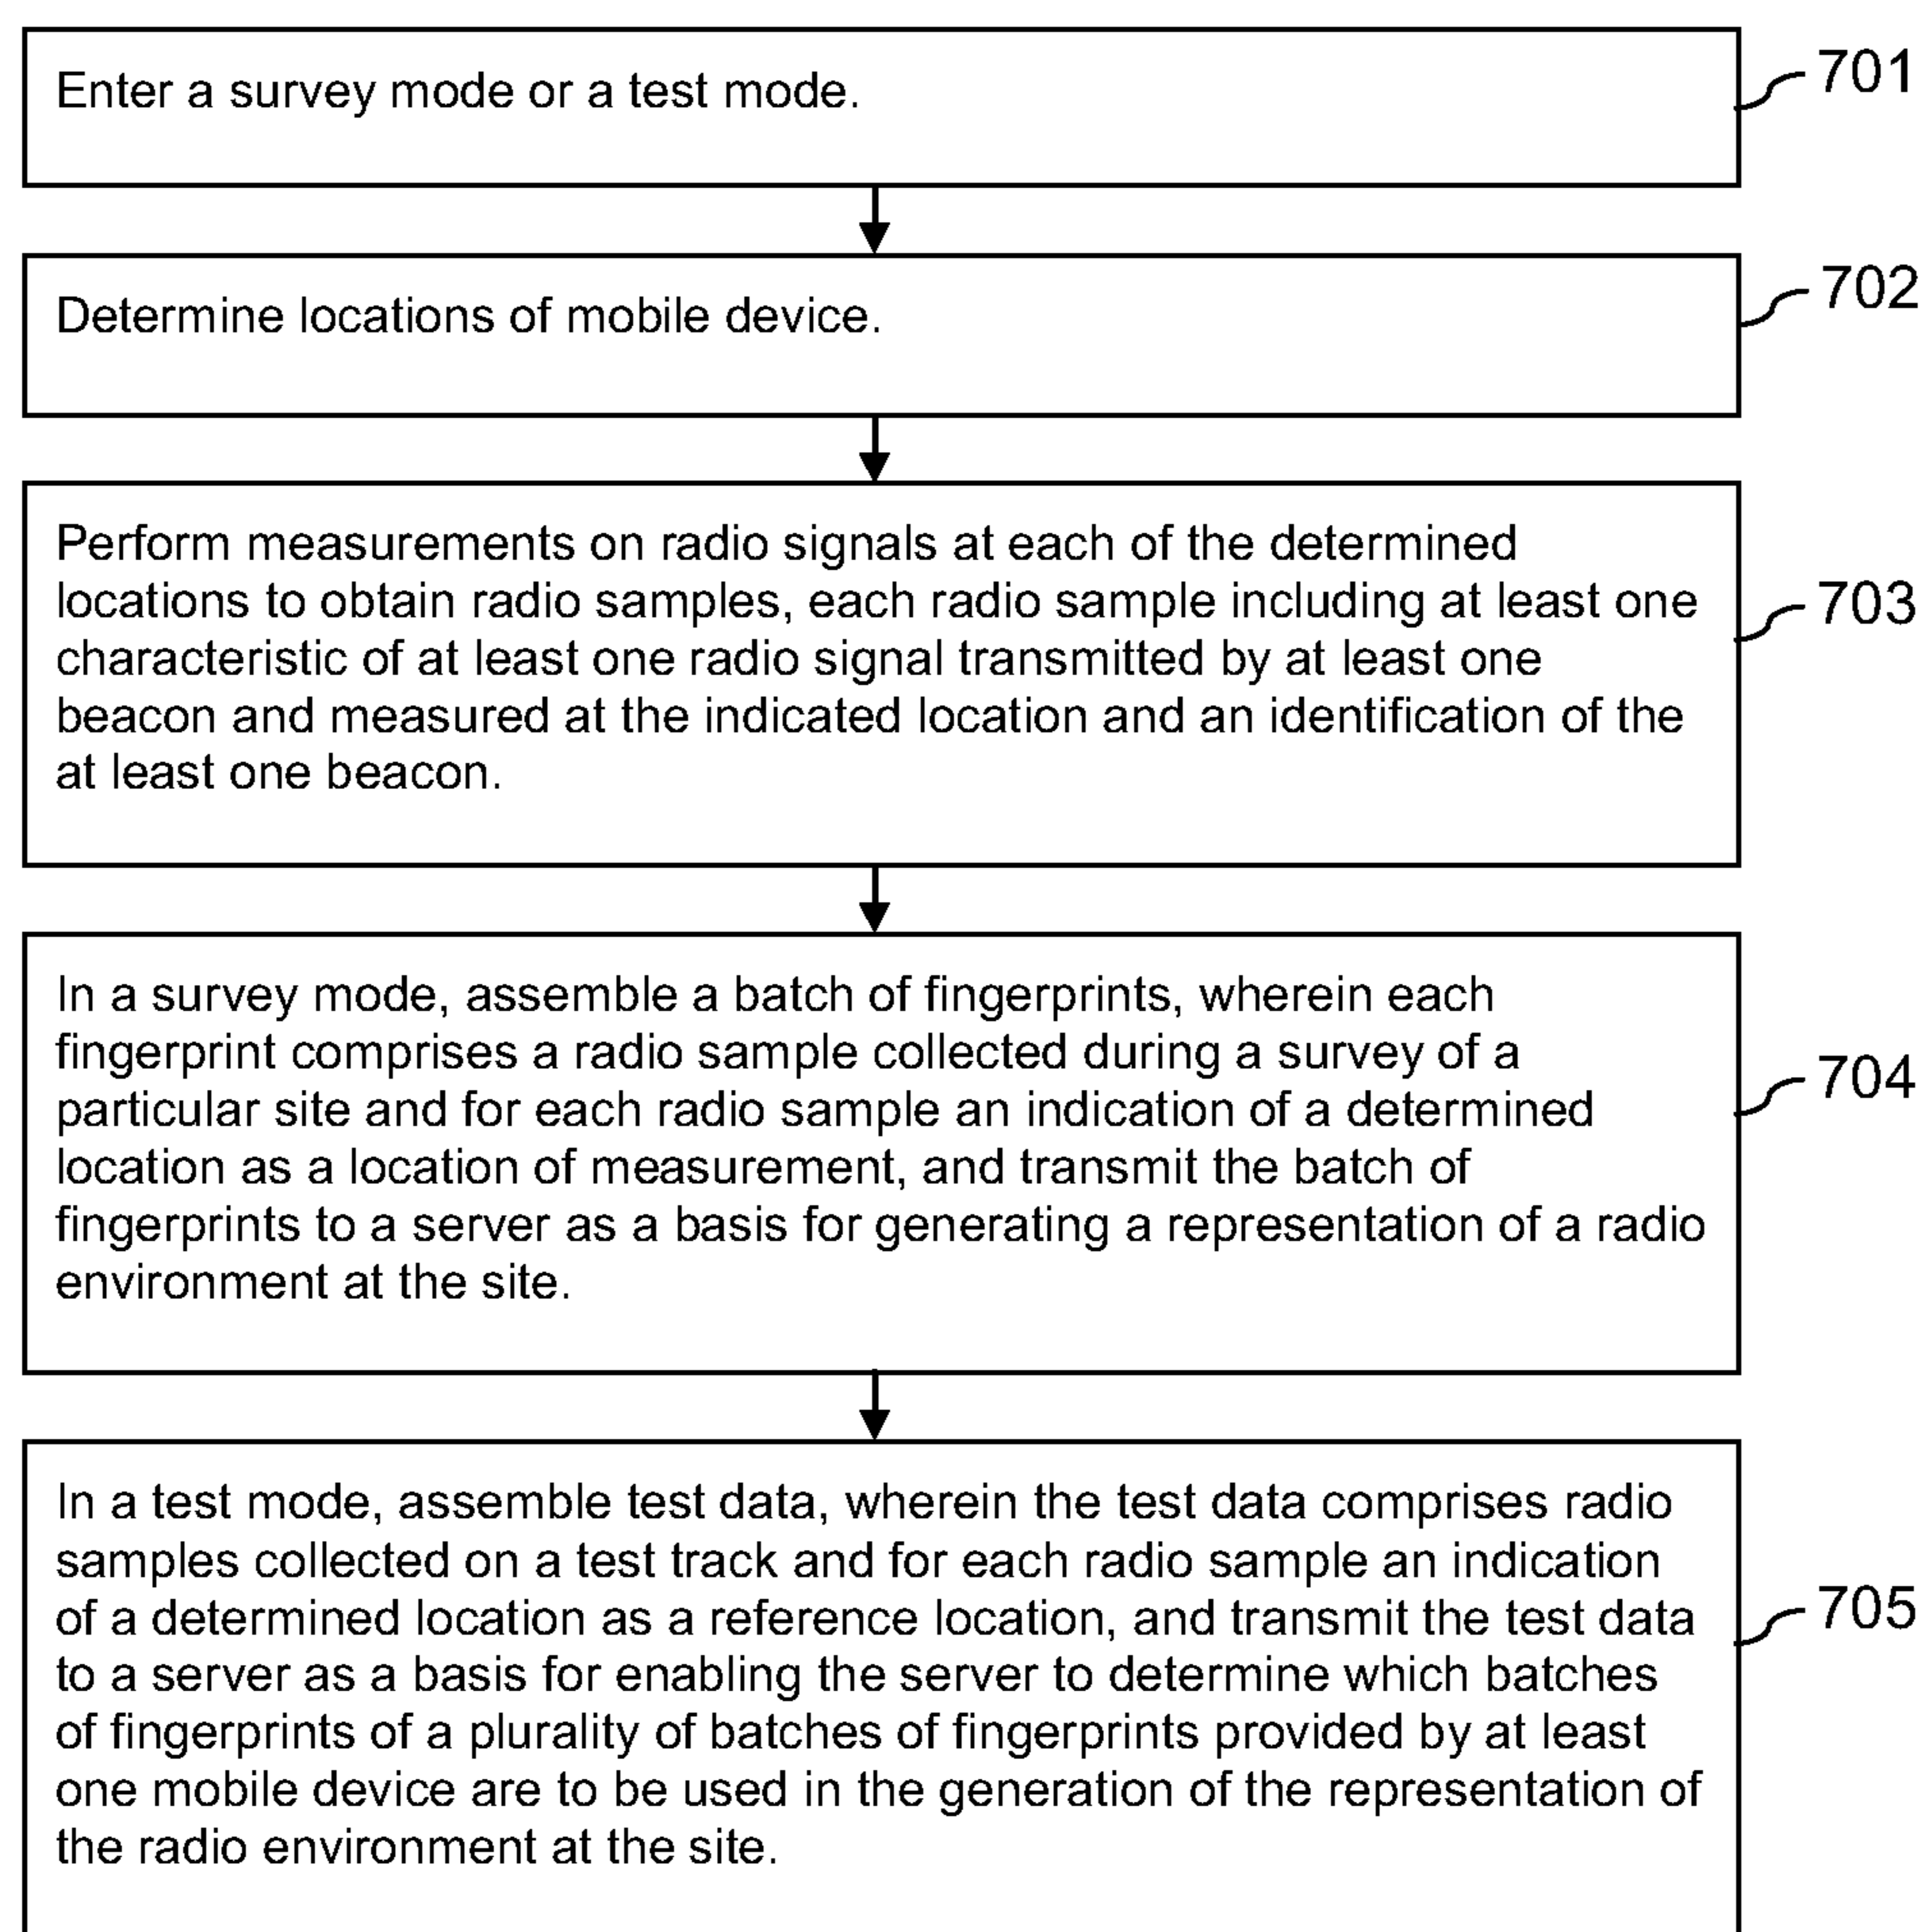 Enter a survey mode or a test mode.
701
Determine locations of mobile device.
702
Perform measurements on radio signals at each of the determined
locations to obtain radio samples, each radio sample including at least one
characteristic of at least one radio signal transmitted by at least one
beacon and measured at the indicated location and an identification of the
at least one beacon.
703
In a survey mode, assemble a batch of fingerprints, wherein each
fingerprint comprises a radio sample collected during a survey of a
particular site and for each radio sample an indication of a determined
location as a location of measurement, and transmit the batch of
fingerprints to a server as a basis for generating a representation of a radio
environment at the site.
704
In a test mode, assemble test data, wherein the test data comprises radio
samples collected on a test track and for each radio sample an indication
of a determined location as a reference location, and transmit the test data
to a server as a basis for enabling the server to determine which batches
of fingerprints of a plurality of batches of fingerprints provided by at least
one mobile device are to be used in the generation of the representation of
the radio environment at the site.
705